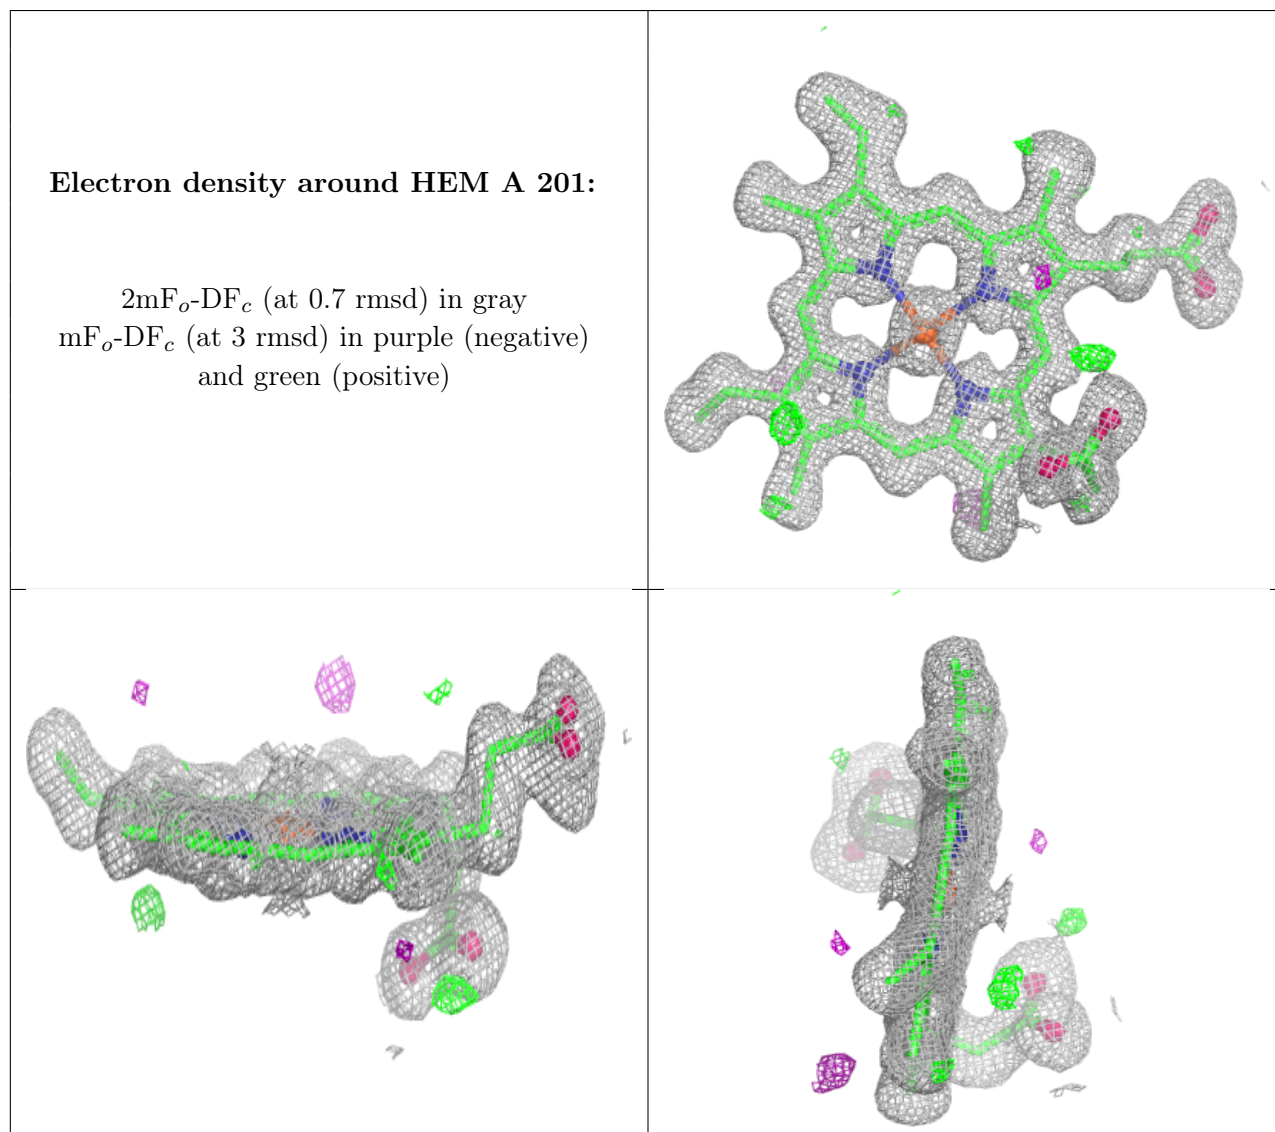 Electron density around HEM A 201:
2mFo-DFc (at 0.7 rmsd) in gray
mFo-DFc (at 3 rmsd) in purple (negative)
and green (positive)